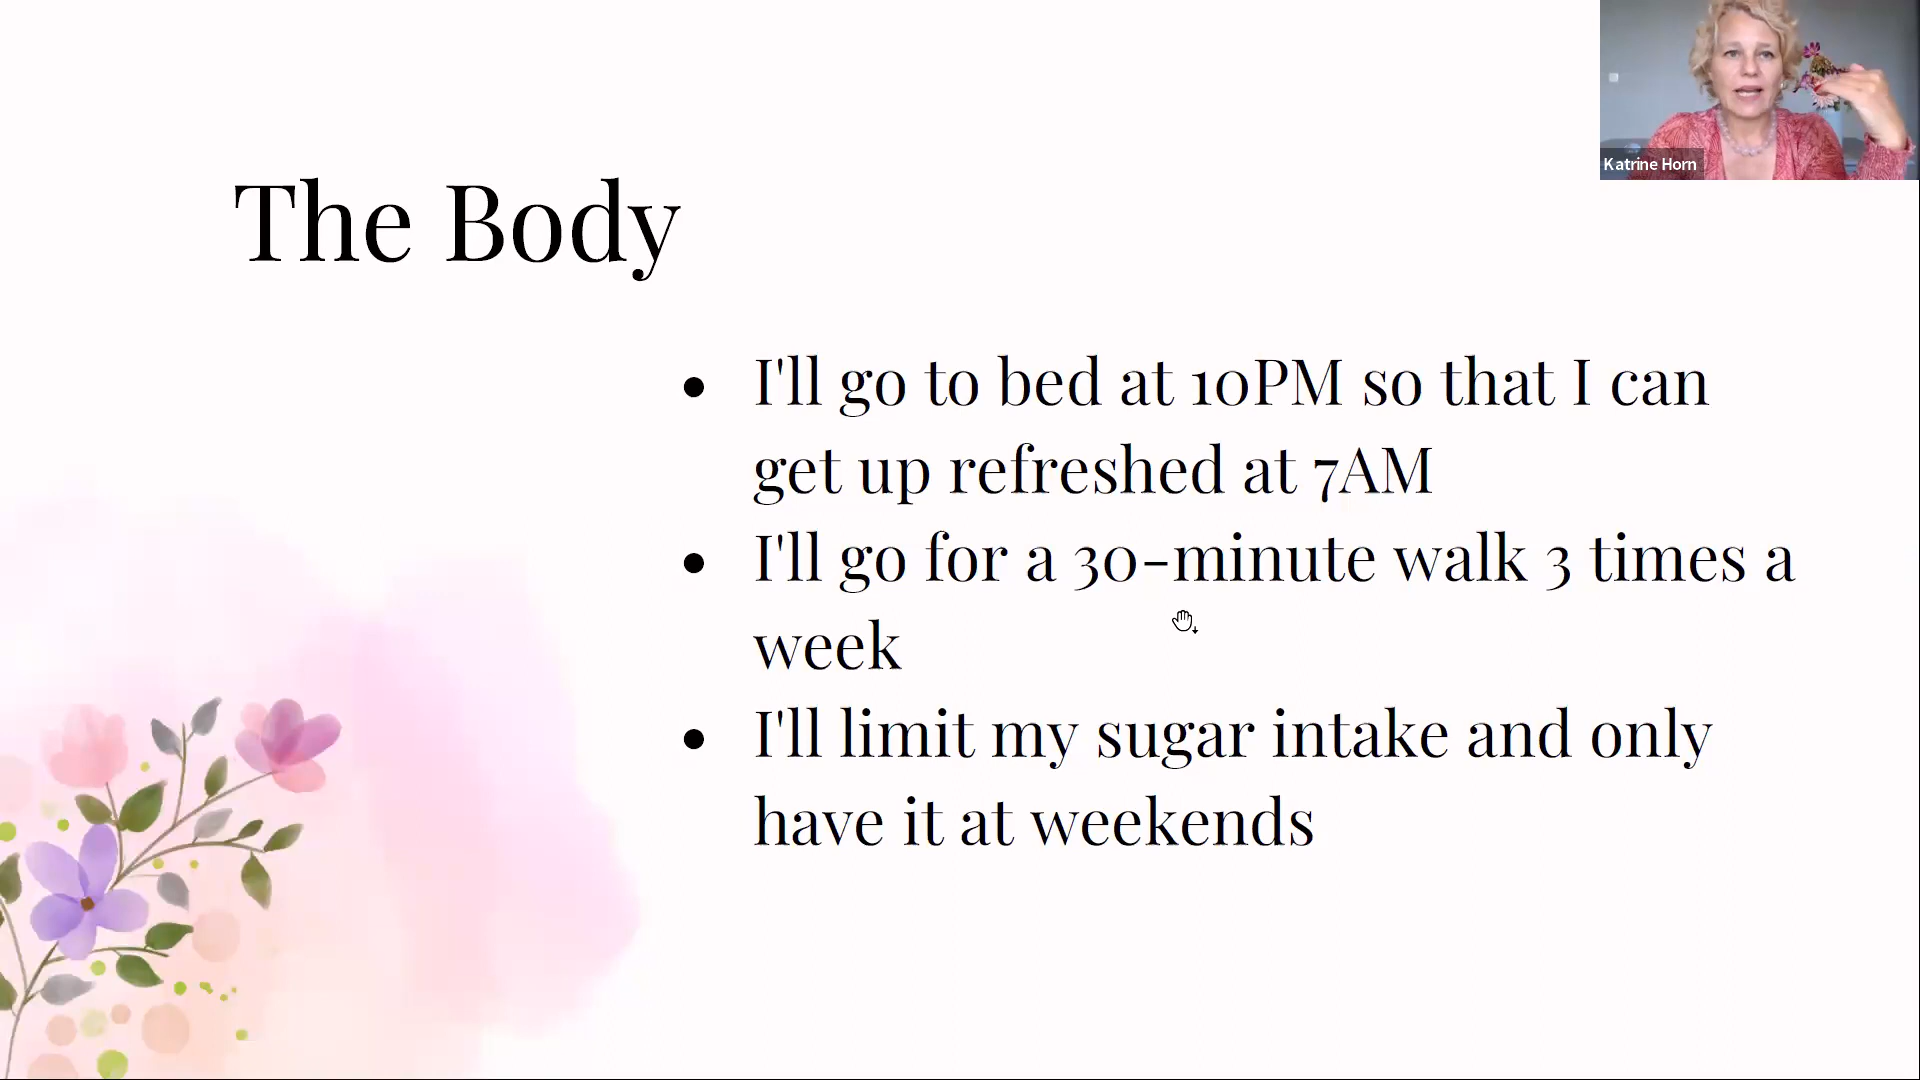 Katrine Horn
The Body
• I'll go to bed at 10PM so that I can
get up refreshed at 7AM
• I'll go for a 30-minute walk 3 times a
week
• I'll limit my sugar intake and only
have it at weekends